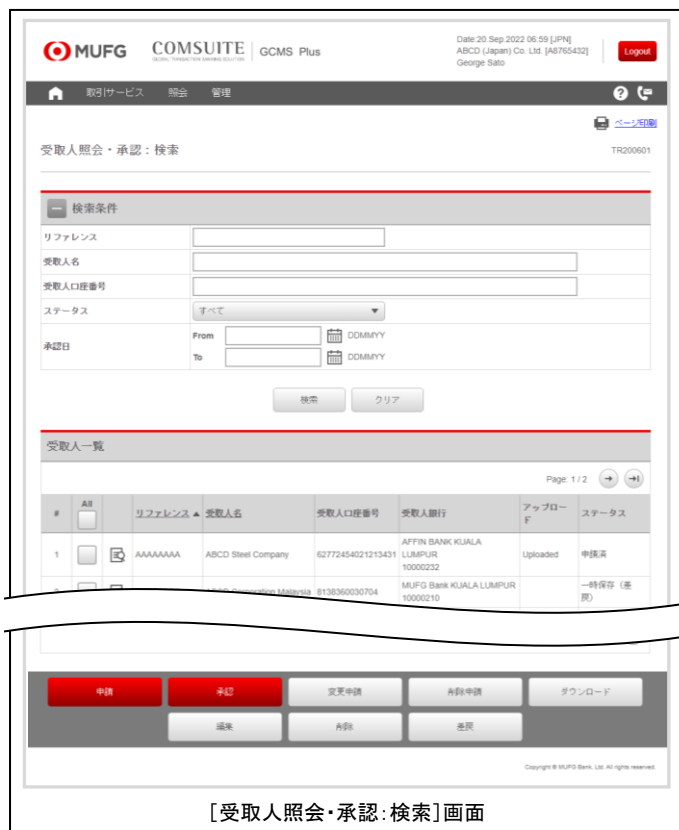 MUFG COMSUITE GCMS Plus
GLOBAL TRANSACTION BANKING SOLUTION
Date:20.Sep.2022 06:59 [JPN]
ABCD (Japan) Co. Ltd. [A8765432]
George Sato
Logout
取引サービス 照会 管理
ページ印刷
受取人照会・承認：検索 TR200601
検索条件
リファレンス
受取人名
受取人口座番号
ステータス すべて
承認日
From DDMMYY
To DDMMYY
検索 クリア
受取人一覧
Page: 1 / 2
# All リファレンス ▲ 受取人名 受取人口座番号 受取人銀行 アップロード ステータス
1 AAAAAAAA ABCD Steel Company 62772454021213431 AFFIN BANK KUALA LUMPUR 10000232 Uploaded 申請済
Corporation Malaysia 8138360030704 MUFG Bank KUALA LUMPUR 10000210 一時保存（差戻）
申請 承認 変更申請 削除申請 ダウンロード
編集 削除 差戻
Copyright © MUFG Bank, Ltd. All rights reserved.
[受取人照会・承認：検索]画面